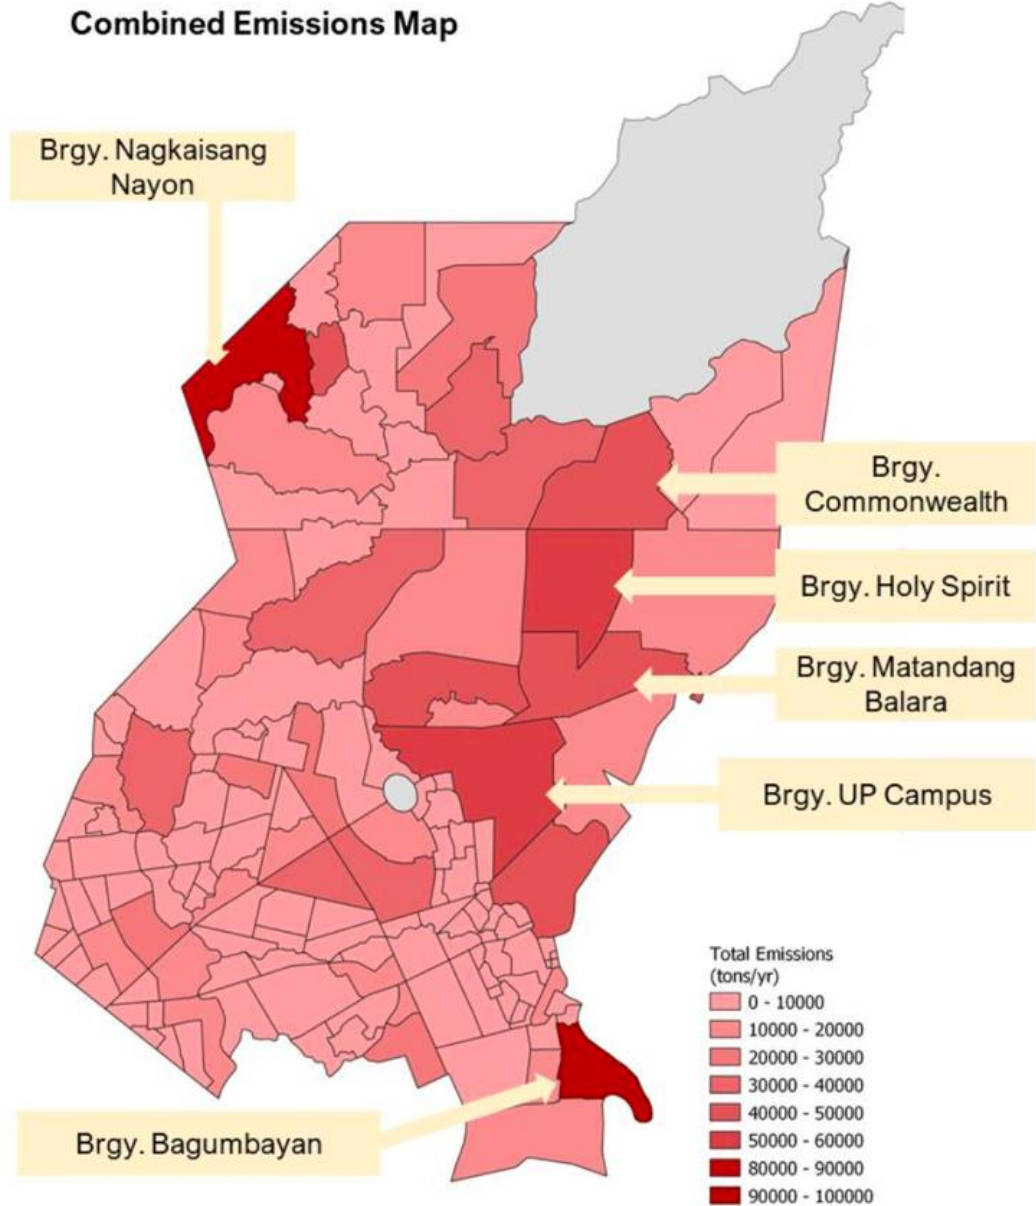 Combined Emissions Map
Brgy. Nagkaisang
Nayon
Brgy.
Commonwealth
Brgy. Holy Spirit
Brgy. Matandang
Balara
Brgy. UP Campus
Brgy. Bagumbayan
Total Emissions
(tons/yr)
0 - 10000
10000 - 20000
20000 - 30000
30000 - 40000
40000 - 50000
50000 - 60000
80000 - 90000
90000 - 100000